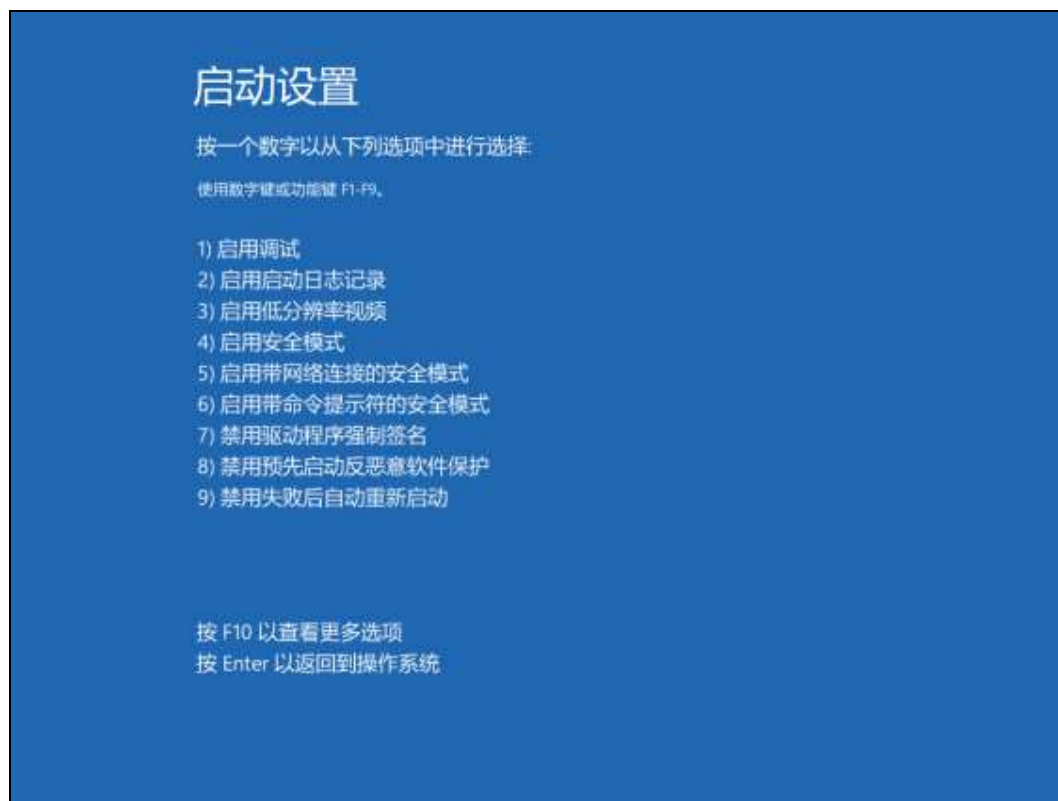 启动设置
按一个数字以从下列选项中进行选择:
使用数字键或功能键 F1-F9。
1) 启用调试
2) 启用启动日志记录
3) 启用低分辨率视频
4) 启用安全模式
5) 启用带网络连接的安全模式
6) 启用带命令提示符的安全模式
7) 禁用驱动程序强制签名
8) 禁用预先启动反恶意软件保护
9) 禁用失败后自动重新启动
按 F10 以查看更多选项
按 Enter 以返回到操作系统